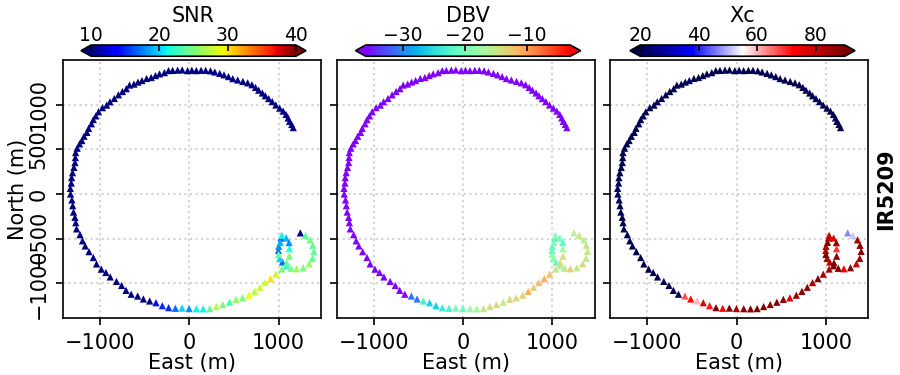 SNR DBV Xc
10 20 30 40 −30 −20 −10 20 40 60 80
North (m)
1000
500
0
−500
−1000
−1000 0 1000 −1000 0 1000 −1000 0 1000
East (m) East (m) East (m)
IR5209